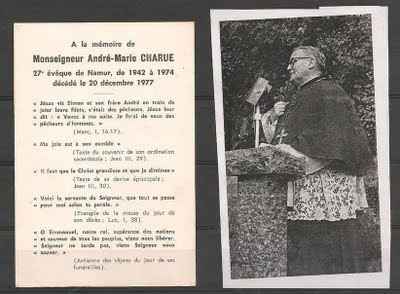 A la mémoire de
Monseigneur André-Marie CHARUE
27e évêque de Namur, de 1942 à 1974
décédé le 20 décembre 1977
« Jésus vit Simon et son frère André en train de
« jeter leurs filets, c'était des pêcheurs. Jésus leur
« dit : « Venez à ma suite. Je ferai de vous des
« pêcheurs d'hommes. »
(Marc, I, 16-17).
« Ma joie est à son comble »
(Texte du souvenir de son ordination
sacerdotale ; Jean III, 29).
« Il faut que le Christ grandisse et que je diminue »
(Texte de sa devise épiscopale ;
Jean III, 30).
« Voici la servante du Seigneur, que tout se passe
« pour moi selon ta parole. »
(Evangile de la messe du jour de
son décès ; Luc, I, 38).
« O Emmanuel, notre roi, espérance des nations
« et sauveur de tous les peuples, viens nous libérer.
« Seigneur ne tarde pas, viens Seigneur nous
« sauver. »
(Antienne des vêpres du jour de ses
funérailles).